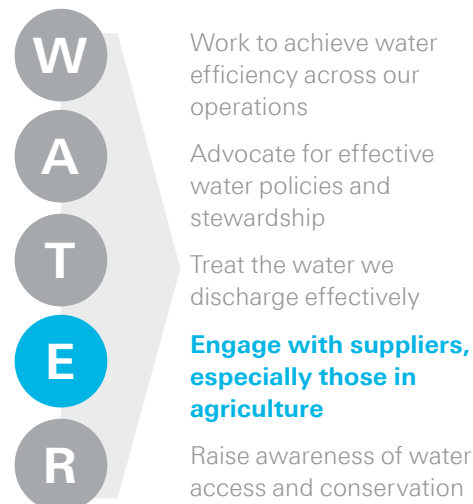 W
Work to achieve water
efficiency across our
operations
A
Advocate for effective
water policies and
stewardship
T
Treat the water we
discharge effectively
E
Engage with suppliers,
especially those in
agriculture
R
Raise awareness of water
access and conservation